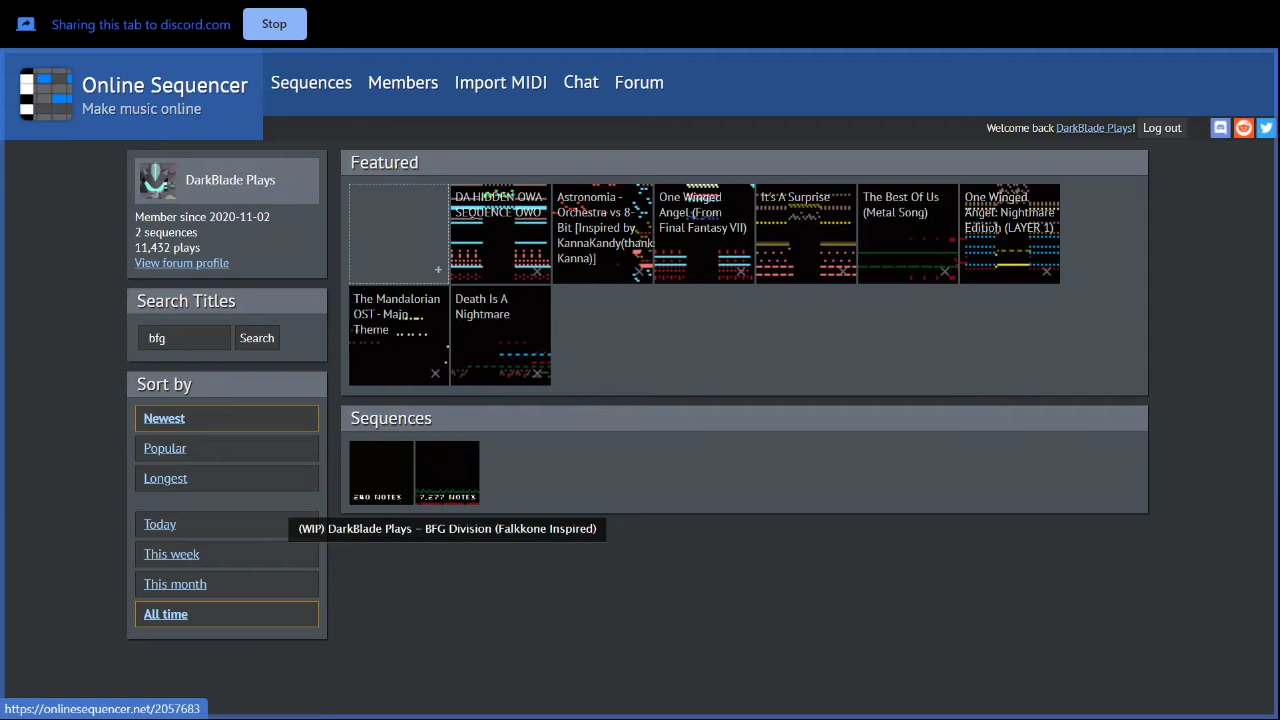 Sharing this tab to discord.com
Stop
Online Sequencer
Make music online
Sequences Members Import MIDI Chat Forum
Welcome back DarkBlade Plays! Log out
DarkBlade Plays
Member since 2020-11-02
2 sequences
11,432 plays
View forum profile
Search Titles
bfg
Search
Sort by
Newest
Popular
Longest
Today
This week
This month
All time
Featured
+
DA HIDDEN OWA
SEQUENCE OWO
Astronomia -
Orchestra vs 8-
Bit [Inspired by
KannaKandy(thank
Kanna)]
One Winged
Angel (From
Final Fantasy VII)
It's A Surprise
The Best Of Us
(Metal Song)
One Winged
Angel: Nightmare
Edition (LAYER 1)
The Mandalorian
OST - Main
Theme
Death Is A
Nightmare
Sequences
240 NOTES
7,277 NOTES
(WIP) DarkBlade Plays – BFG Division (Falkkone Inspired)
https://onlinesequencer.net/2057683